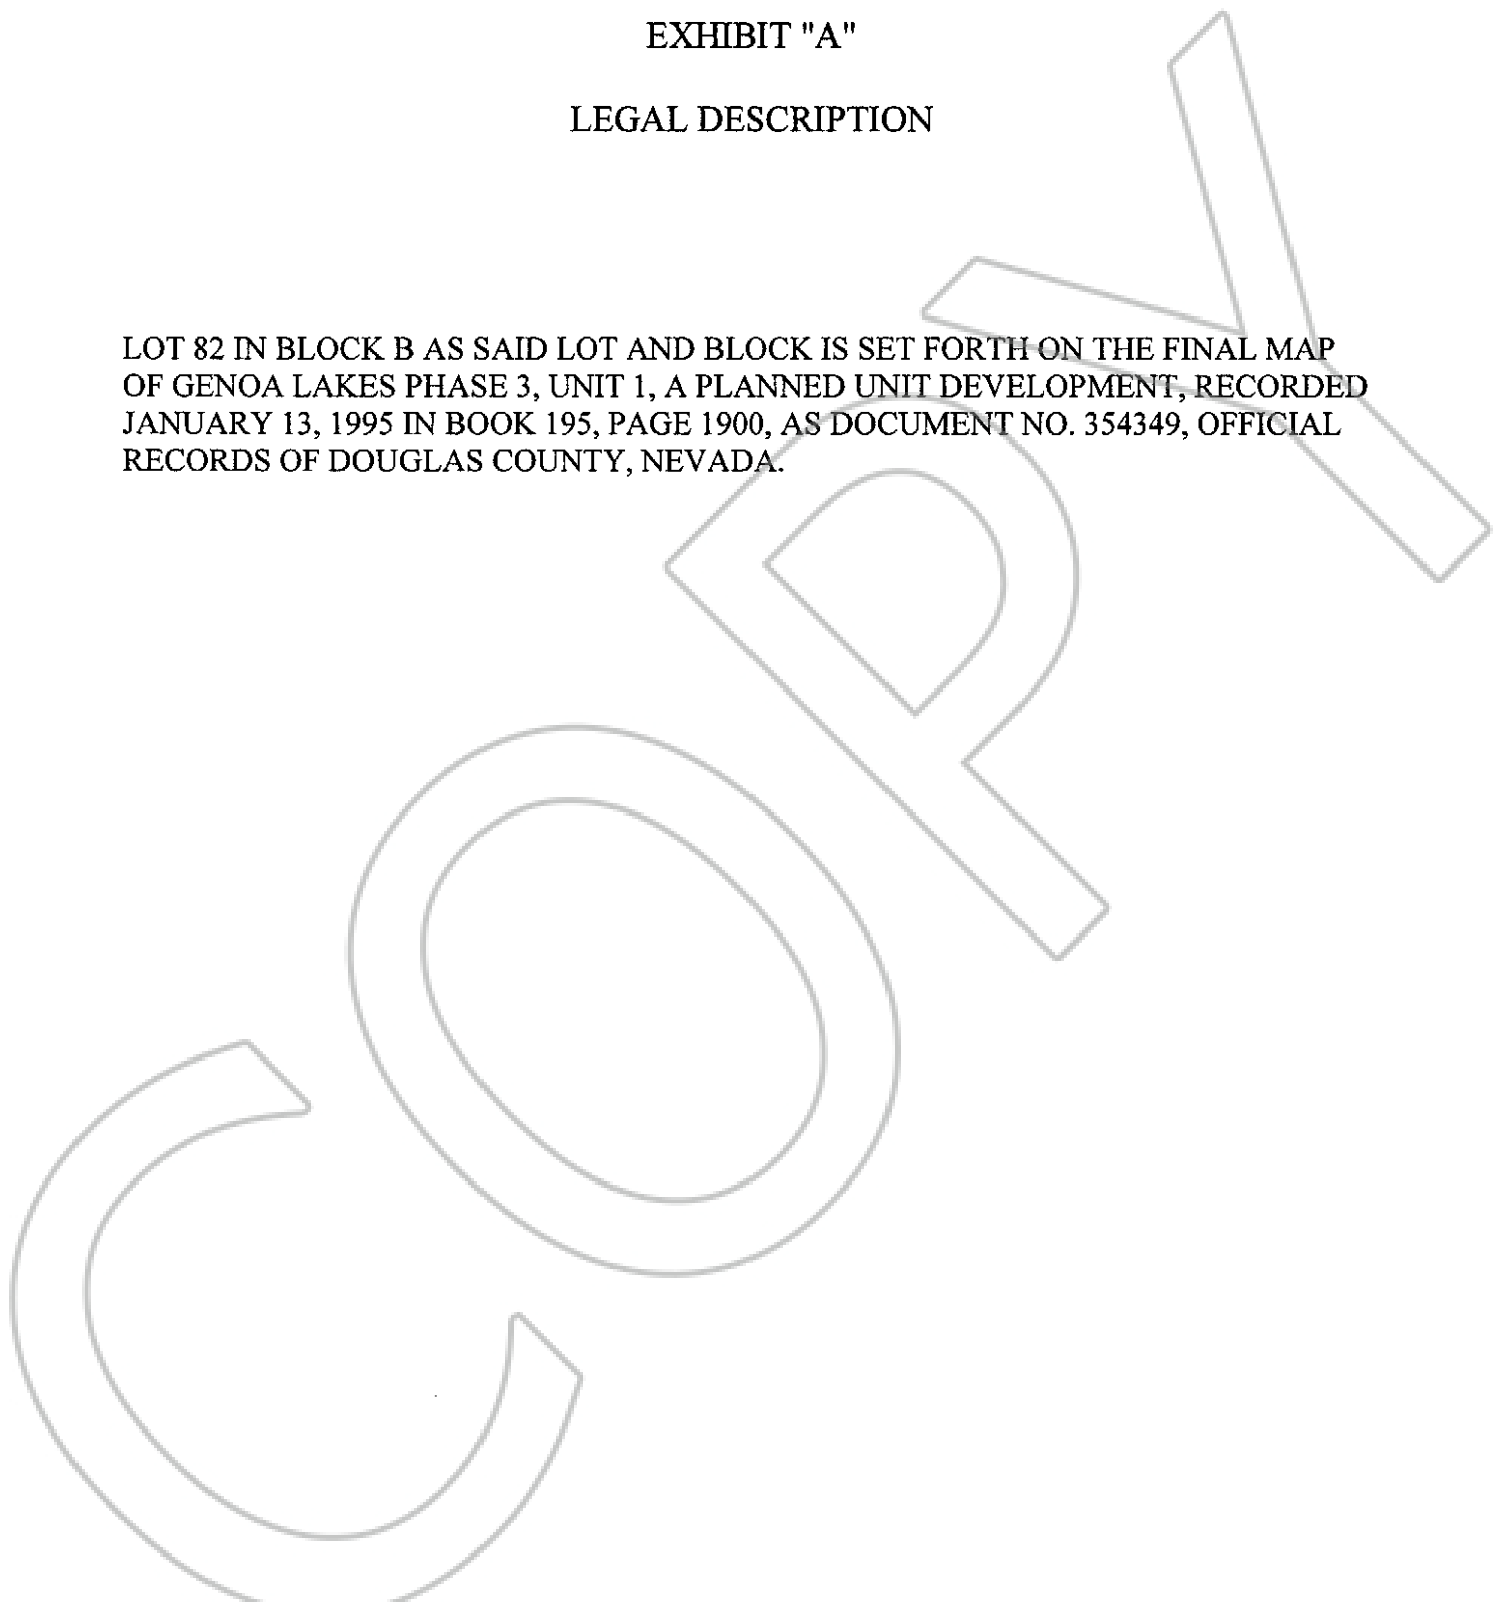 EXHIBIT "A"
LEGAL DESCRIPTION
LOT 82 IN BLOCK B AS SAID LOT AND BLOCK IS SET FORTH ON THE FINAL MAP
OF GENOA LAKES PHASE 3, UNIT 1, A PLANNED UNIT DEVELOPMENT, RECORDED
JANUARY 13, 1995 IN BOOK 195, PAGE 1900, AS DOCUMENT NO. 354349, OFFICIAL
RECORDS OF DOUGLAS COUNTY, NEVADA.
COPY